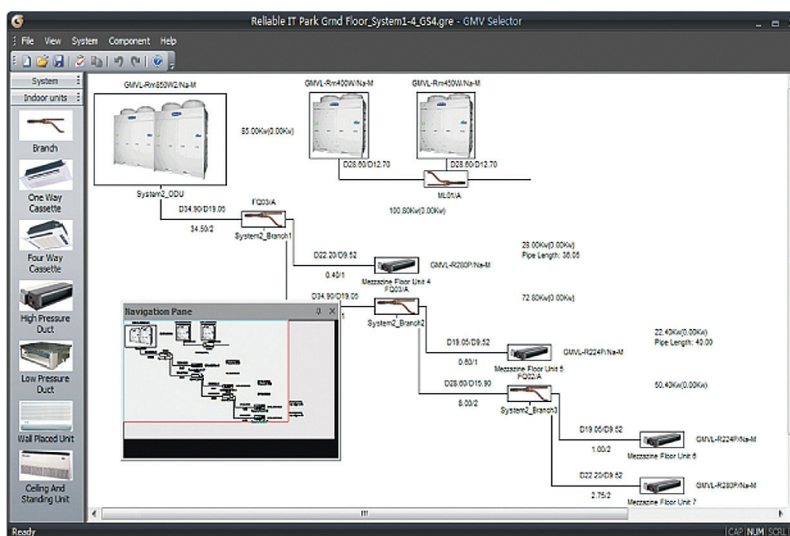 Reliable IT Park Grnd Floor_System1-4_GS4.gre - GMV Selector
File View System Component Help
System
Indoor units
Branch
One Way
Cassette
Four Way
Cassette
High Pressure
Duct
Low Pressure
Duct
Wall Placed Unit
Ceiling And
Standing Unit
GMVL-Rm850W2/Na-M
GMVL-Rm400W/Na-M
GMVL-Rm450W/Na-M
85.00Kw(0.00Kw)
D28.60/D12.70
D28.60/D12.70
System2_ODU
ML01/A
D34.90/D19.05
FQ03/A
100.80Kw(0.00Kw)
34.50/2
System2_Branch1
D22.20/D9.52
28.00Kw(0.00Kw)
Pipe Length: 36.05
GMVL-R280P/Na-M
0.40/1
Mezzazine Floor Unit 4
FQ03/A
D34.90/D19.05
72.80Kw(0.00Kw)
1
System2_Branch2
Navigation Pane
D19.05/D9.52
22.40Kw(0.00Kw)
Pipe Length: 40.00
GMVL-R224P/Na-M
0.60/1
Mezzazine Floor Unit 5
FQ02/A
D28.60/D15.90
50.40Kw(0.00Kw)
8.00/2
System2_Branch3
D19.05/D9.52
GMVL-R224P/Na-M
1.00/2
Mezzazine Floor Unit 6
D22.20/D9.52
GMVL-R280P/Na-M
2.75/2
Mezzazine Floor Unit 7
Ready
CAP NUM SCRL